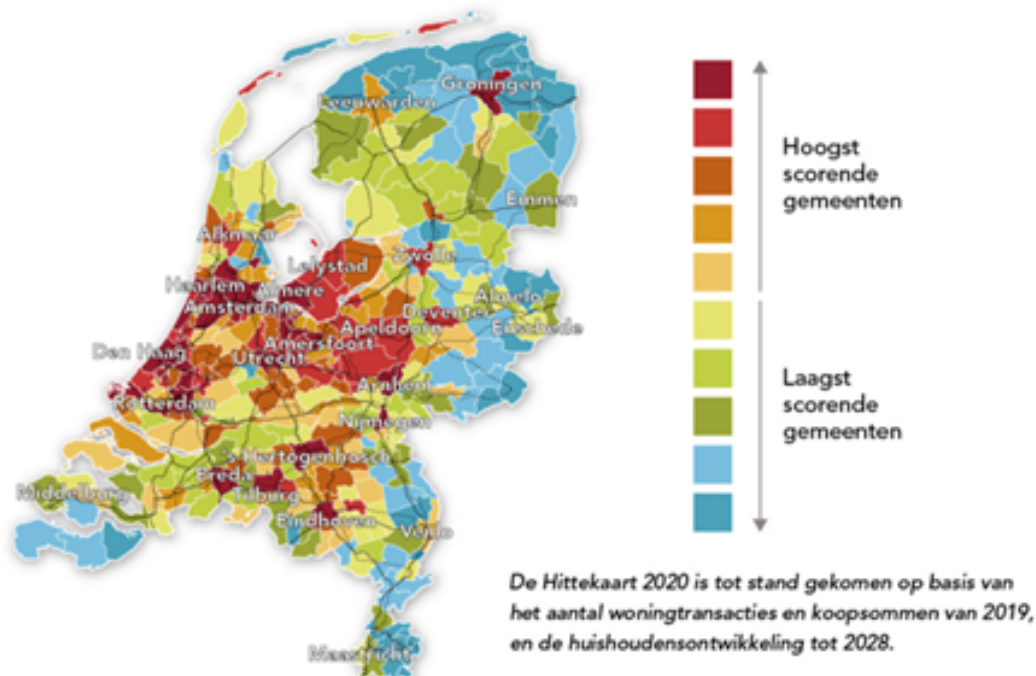 Groningen
Leeuwarden
Emmen
Alkmaar
Lelystad
Zwolle
Haarlem
Almere
Amsterdam
Almelo
Deventer
Enschede
Apeldoorn
Amersfoort
Den Haag
Utrecht
Arnhem
Rotterdam
Nijmegen
's-Hertogenbosch
Breda
Tilburg
Middelburg
Eindhoven
Venlo
Maastricht
Hoogst
scorende
gemeenten
Laagst
scorende
gemeenten
De Hittekaart 2020 is tot stand gekomen op basis van
het aantal woningtransacties en koopsommen van 2019,
en de huishoudensontwikkeling tot 2028.